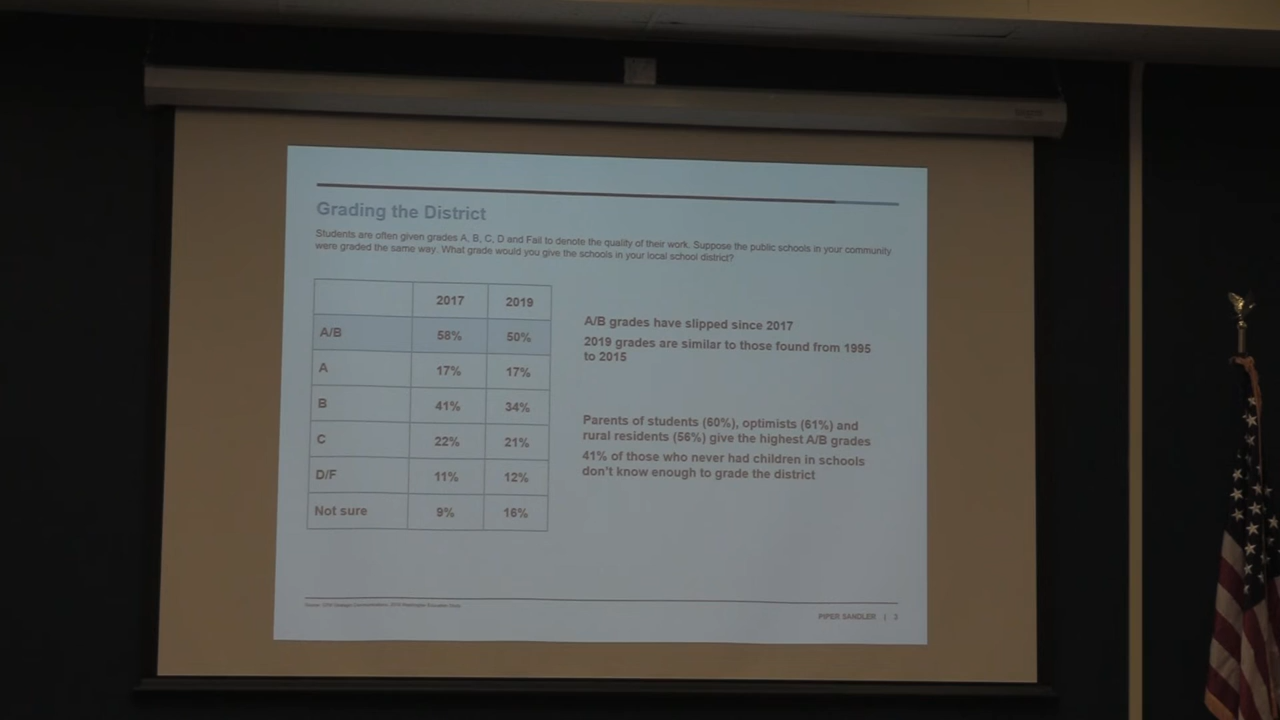 Grading the District
Students are often given grades A, B, C, D and Fail to denote the quality of their work. Suppose the public schools in your community
were graded the same way. What grade would you give the schools in your local school district?
2017 2019
A/B 58% 50%
A 17% 17%
B 41% 34%
C 22% 21%
D/F 11% 12%
Not sure 9% 16%
A/B grades have slipped since 2017
2019 grades are similar to those found from 1995
to 2015
Parents of students (60%), optimists (61%) and
rural residents (56%) give the highest A/B grades
41% of those who never had children in schools
don't know enough to grade the district
PIPER SANDLER | 3